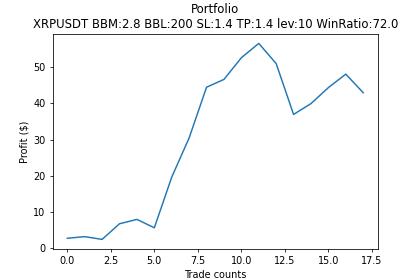 Portfolio
XRPUSDT BBM:2.8 BBL:200 SL:1.4 TP:1.4 lev:10 WinRatio:72.0
50
40
30
20
10
0
Profit ($)
0.0 2.5 5.0 7.5 10.0 12.5 15.0 17.5
Trade counts